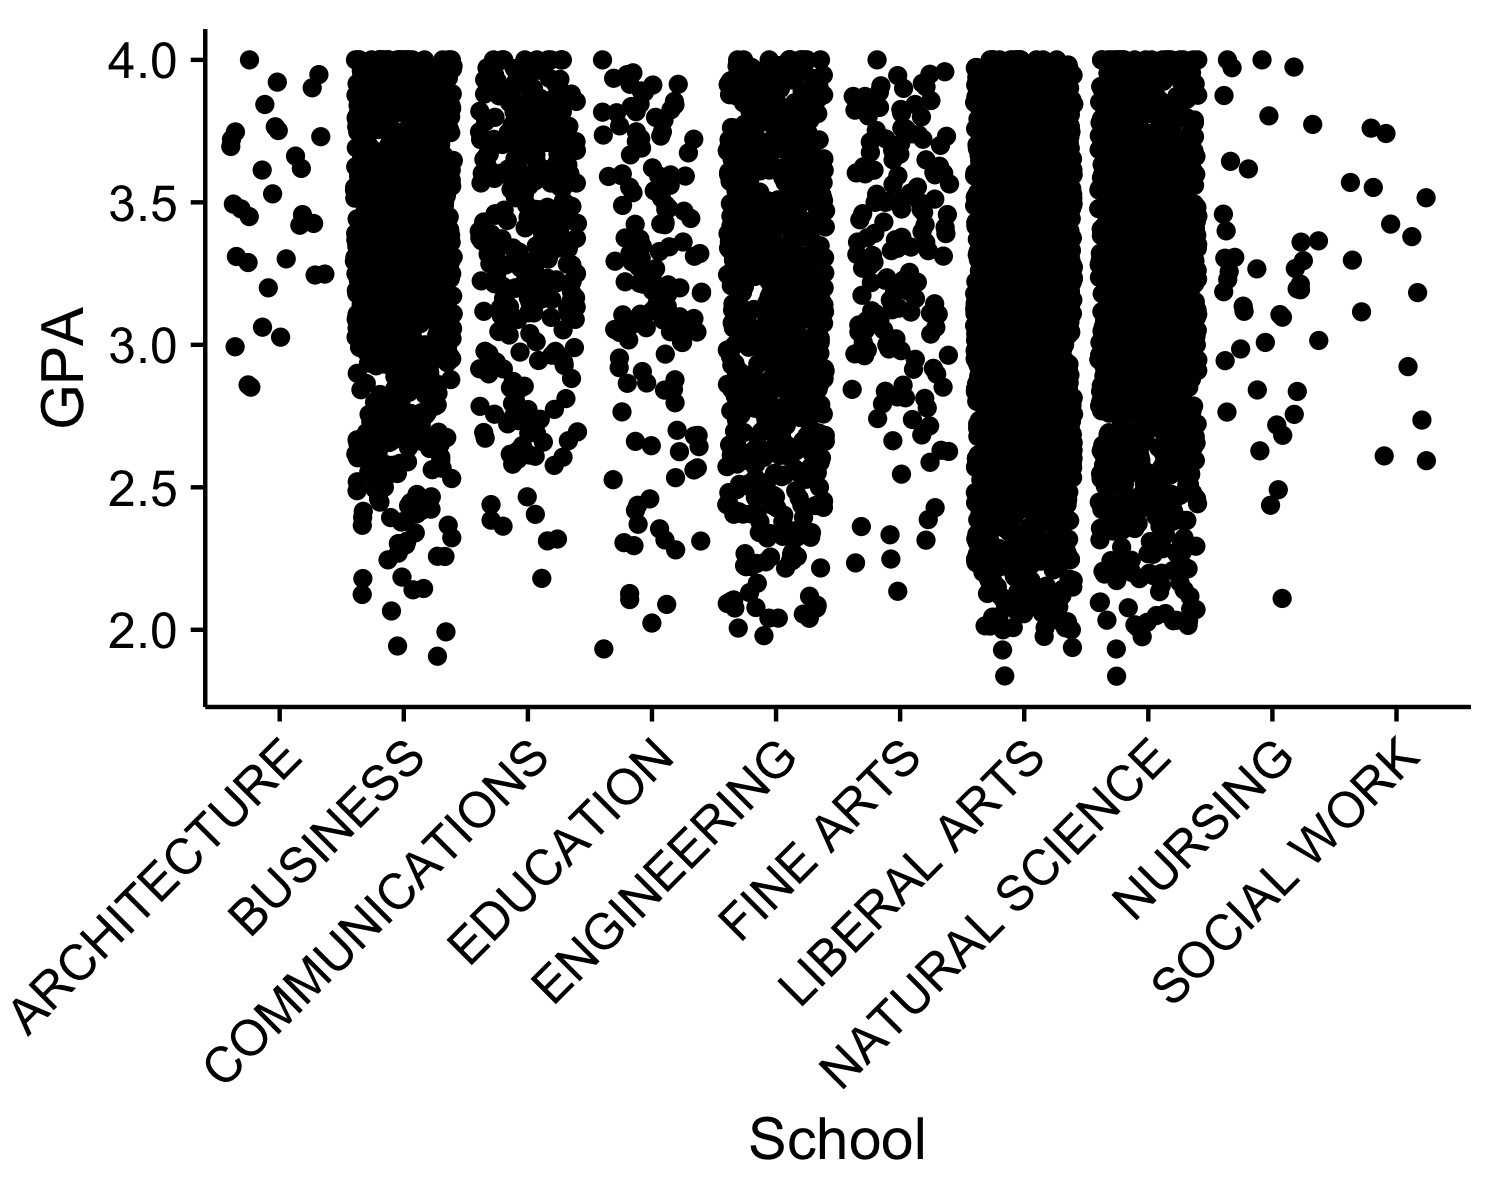 4.0
3.5
3.0
2.5
2.0
GPA
ARCHITECTURE
BUSINESS
COMMUNICATIONS
EDUCATION
ENGINEERING
FINE ARTS
LIBERAL ARTS
NATURAL SCIENCE
NURSING
SOCIAL WORK
School